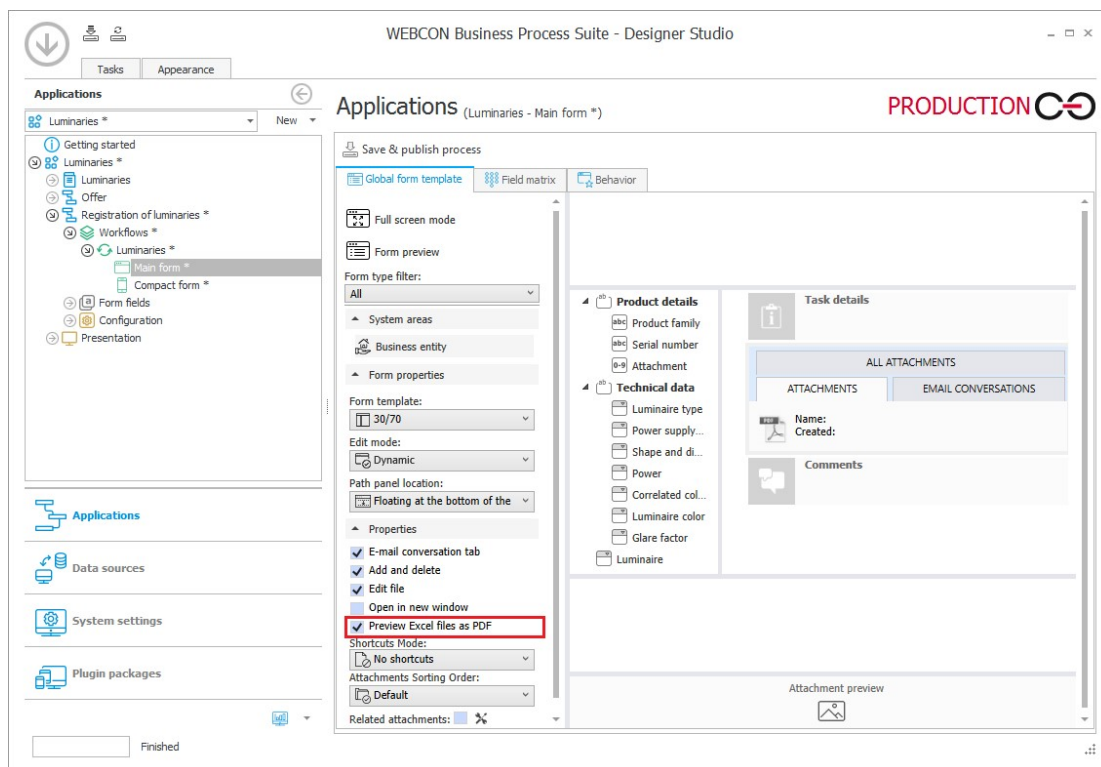 WEBCON Business Process Suite - Designer Studio
Tasks
Appearance
Applications
Luminaries *
New
Getting started
Luminaries *
Luminaries
Offer
Registration of luminaries *
Workflows *
Luminaries *
Main form *
Compact form *
Form fields
Configuration
Presentation
Applications
Data sources
System settings
Plugin packages
Finished
Applications (Luminaries - Main form *)
PRODUCTION
Save & publish process
Global form template
Field matrix
Behavior
Full screen mode
Form preview
Form type filter:
All
System areas
Business entity
Form properties
Form template:
30/70
Edit mode:
Dynamic
Path panel location:
Floating at the bottom of the
Properties
E-mail conversation tab
Add and delete
Edit file
Open in new window
Preview Excel files as PDF
Shortcuts Mode:
No shortcuts
Attachments Sorting Order:
Default
Related attachments:
Product details
Product family
Serial number
Attachment
Technical data
Luminaire type
Power supply...
Shape and di...
Power
Correlated col...
Luminaire color
Glare factor
Luminaire
Task details
ALL ATTACHMENTS
ATTACHMENTS
EMAIL CONVERSATIONS
Name:
Created:
Comments
Attachment preview